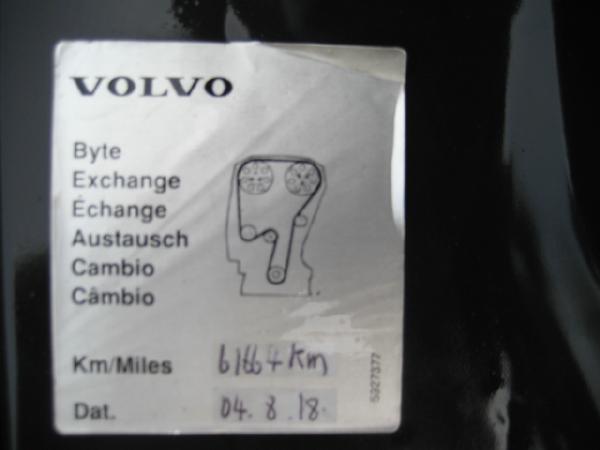 VOLVO
Byte
Exchange
Échange
Austausch
Cambio
Câmbio
Km/Miles 61664 Km
Dat. 04.8.18.
5327377